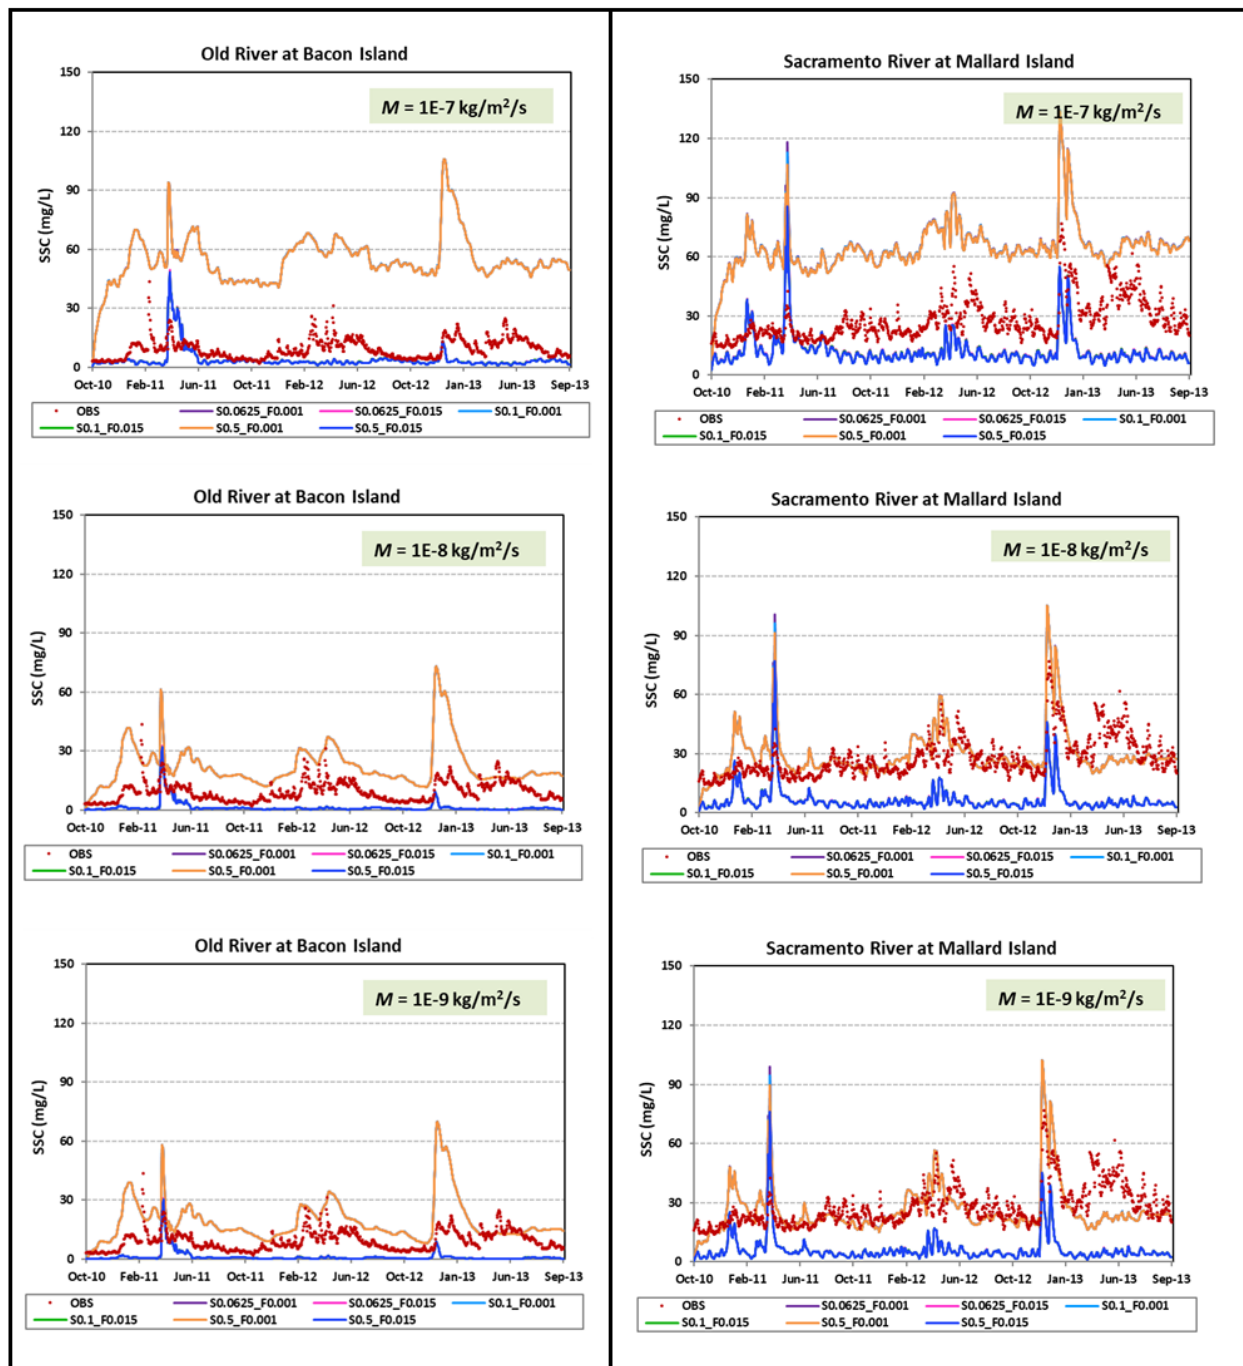 Old River at Bacon Island
M = 1E-7 kg/m²/s
SSC (mg/L)
150
120
90
60
30
0
Oct-10 Feb-11 Jun-11 Oct-11 Feb-12 Jun-12 Oct-12 Jan-13 Jun-13 Sep-13
OBS S0.0625_F0.001 S0.0625_F0.015 S0.1_F0.001
S0.1_F0.015 S0.5_F0.001 S0.5_F0.015
Old River at Bacon Island
M = 1E-8 kg/m²/s
SSC (mg/L)
150
120
90
60
30
0
Oct-10 Feb-11 Jun-11 Oct-11 Feb-12 Jun-12 Oct-12 Jan-13 Jun-13 Sep-13
OBS S0.0625_F0.001 S0.0625_F0.015 S0.1_F0.001
S0.1_F0.015 S0.5_F0.001 S0.5_F0.015
Old River at Bacon Island
M = 1E-9 kg/m²/s
SSC (mg/L)
150
120
90
60
30
0
Oct-10 Feb-11 Jun-11 Oct-11 Feb-12 Jun-12 Oct-12 Jan-13 Jun-13 Sep-13
OBS S0.0625_F0.001 S0.0625_F0.015 S0.1_F0.001
S0.1_F0.015 S0.5_F0.001 S0.5_F0.015
Sacramento River at Mallard Island
M = 1E-7 kg/m²/s
SSC (mg/L)
150
120
90
60
30
0
Oct-10 Feb-11 Jun-11 Oct-11 Feb-12 Jun-12 Oct-12 Jan-13 Jun-13 Sep-13
OBS S0.0625_F0.001 S0.0625_F0.015 S0.1_F0.001
S0.1_F0.015 S0.5_F0.001 S0.5_F0.015
Sacramento River at Mallard Island
M = 1E-8 kg/m²/s
SSC (mg/L)
150
120
90
60
30
0
Oct-10 Feb-11 Jun-11 Oct-11 Feb-12 Jun-12 Oct-12 Jan-13 Jun-13 Sep-13
OBS S0.0625_F0.001 S0.0625_F0.015 S0.1_F0.001
S0.1_F0.015 S0.5_F0.001 S0.5_F0.015
Sacramento River at Mallard Island
M = 1E-9 kg/m²/s
SSC (mg/L)
150
120
90
60
30
0
Oct-10 Feb-11 Jun-11 Oct-11 Feb-12 Jun-12 Oct-12 Jan-13 Jun-13 Sep-13
OBS S0.0625_F0.001 S0.0625_F0.015 S0.1_F0.001
S0.1_F0.015 S0.5_F0.001 S0.5_F0.015